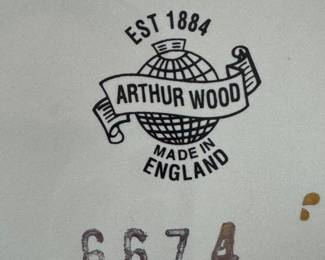 EST 1884
ARTHUR WOOD
MADE IN
ENGLAND
6674